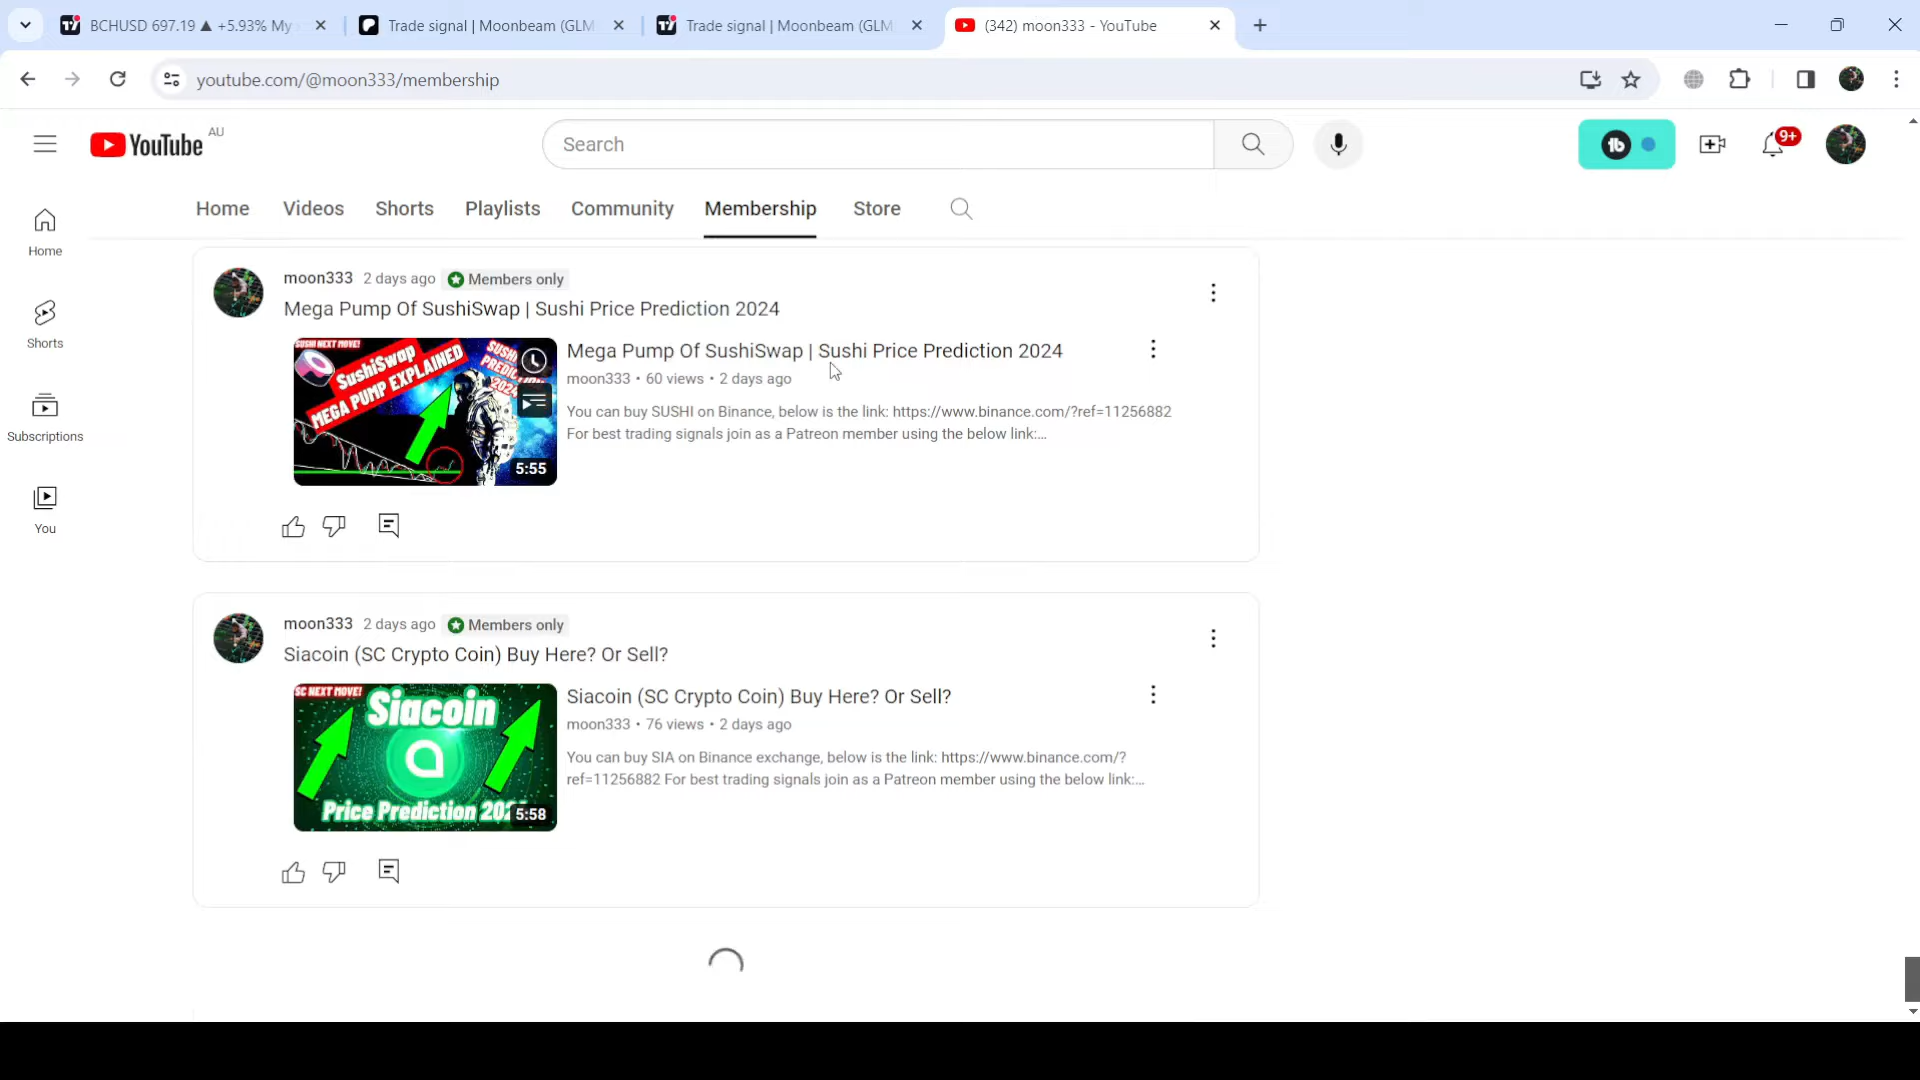 BCHUSD 697.19 ▲ +5.93% My
Trade signal | Moonbeam (GLM
Trade signal | Moonbeam (GLM
(342) moon333 - YouTube
youtube.com/@moon333/membership
YouTube AU
Search
9+
Home
Videos
Shorts
Playlists
Community
Membership
Store
Home
Shorts
Subscriptions
You
moon333 2 days ago Members only
Mega Pump Of SushiSwap | Sushi Price Prediction 2024
SUSHI NEXT MOVE!
SushiSwap
MEGA PUMP EXPLAINED
5:55
Mega Pump Of SushiSwap | Sushi Price Prediction 2024
moon333 • 60 views • 2 days ago
You can buy SUSHI on Binance, below is the link: https://www.binance.com/?ref=11256882
For best trading signals join as a Patreon member using the below link:...
moon333 2 days ago Members only
Siacoin (SC Crypto Coin) Buy Here? Or Sell?
SC NEXT MOVE!
Siacoin
Price Prediction 202
5:58
Siacoin (SC Crypto Coin) Buy Here? Or Sell?
moon333 • 76 views • 2 days ago
You can buy SIA on Binance exchange, below is the link: https://www.binance.com/?
ref=11256882 For best trading signals join as a Patreon member using the below link:...